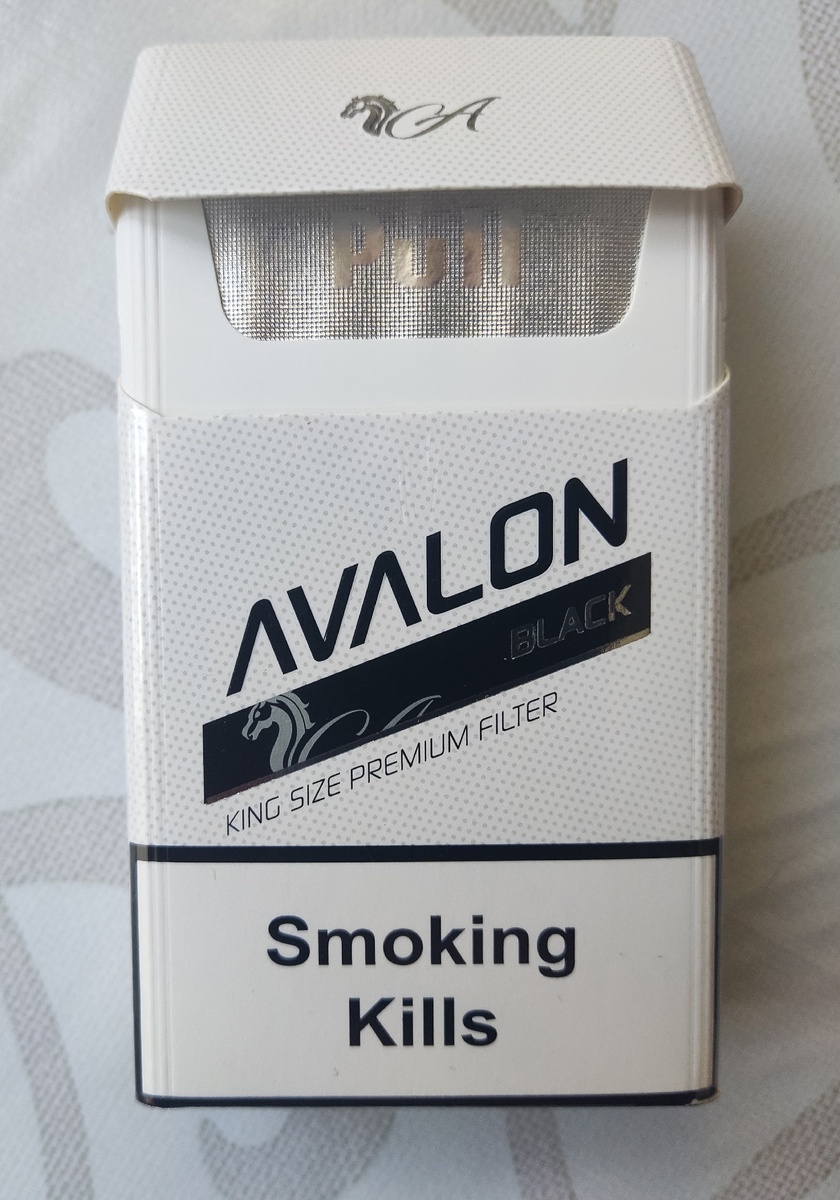 A
Pull
AVALON
BLACK
A
KING SIZE PREMIUM FILTER
Smoking
Kills